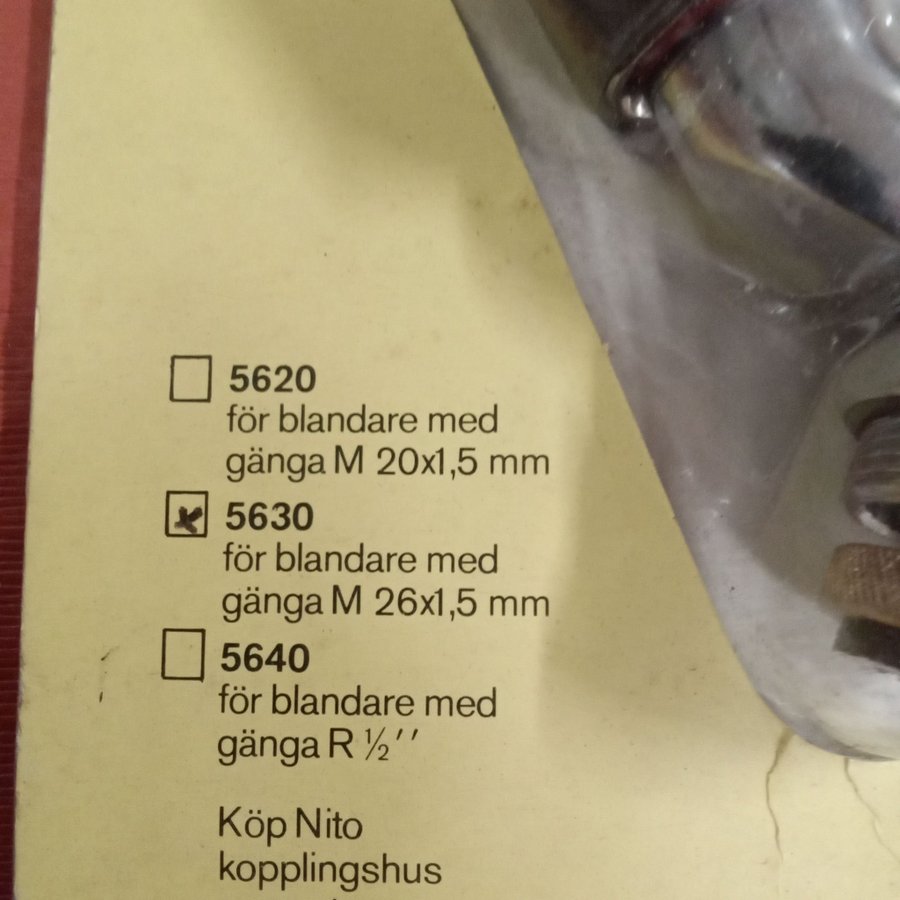 5620
för blandare med
gänga M 20x1,5 mm
5630
för blandare med
gänga M 26x1,5 mm
5640
för blandare med
gänga R ½′′
Köp Nito
kopplingshus